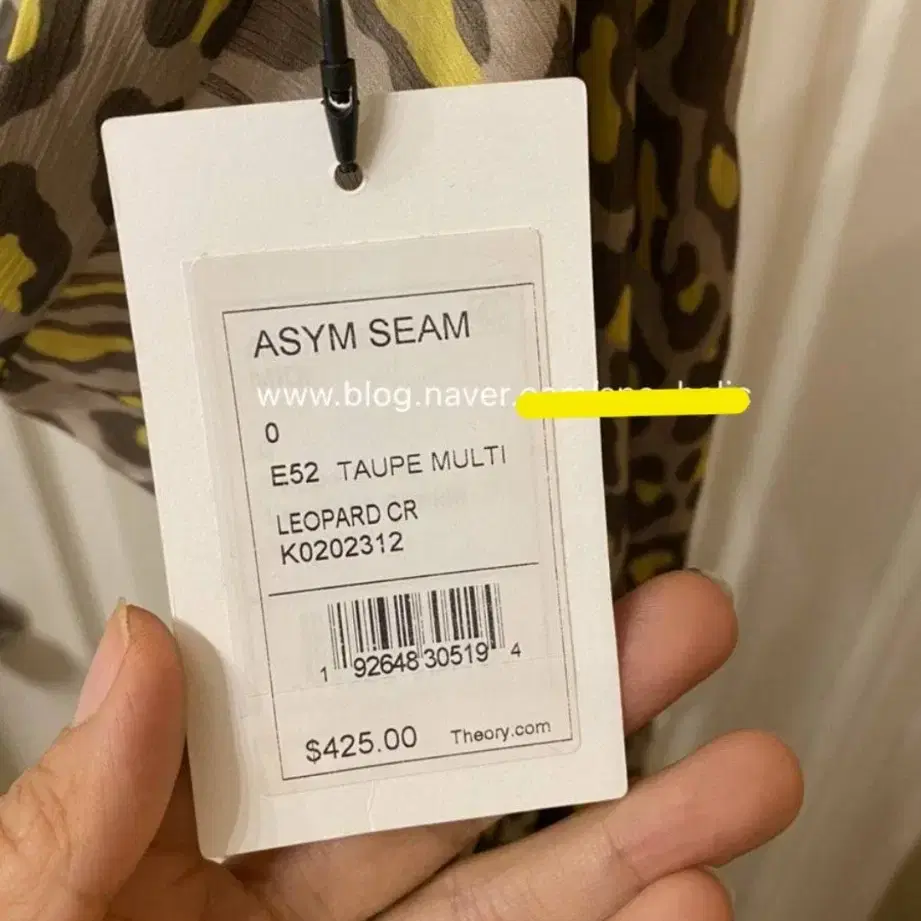 ASYM SEAM
www.blog.naver.
0
E52 TAUPE MULTI
LEOPARD CR
K0202312
1 92648 30519 4
$425.00 Theory.com